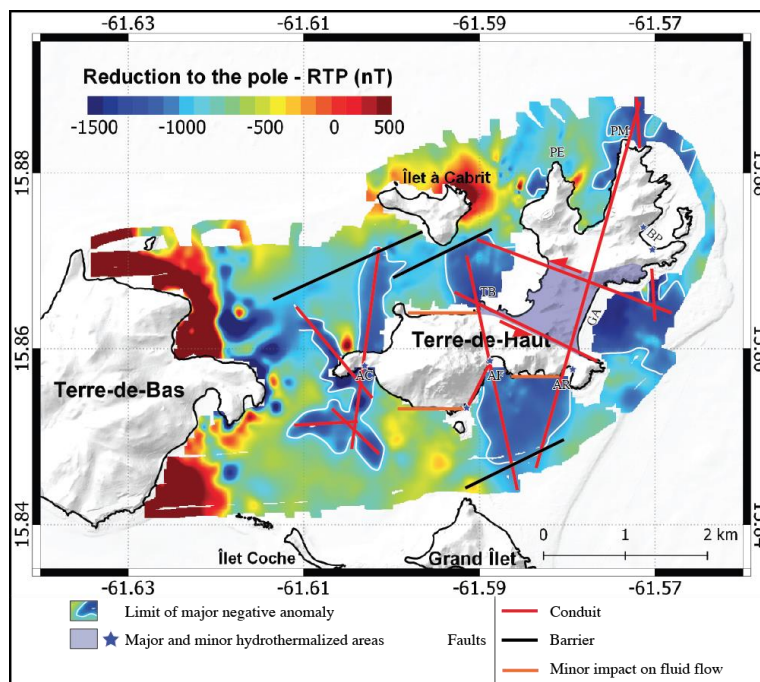 -61.63 -61.61 -61.59 -61.57
Reduction to the pole - RTP (nT)
-1500 -1000 -500 0 500
15.88
15.86
15.84
15.88
15.86
15.84
PM
PE
Îlet à Cabrit
BP
TB
GA
Terre-de-Haut
Terre-de-Bas
AC
AF
AR
0 1 2 km
Îlet Coche
Grand Îlet
-61.63 -61.61 -61.59 -61.57
Limit of major negative anomaly
Major and minor hydrothermalized areas
Faults
Conduit
Barrier
Minor impact on fluid flow